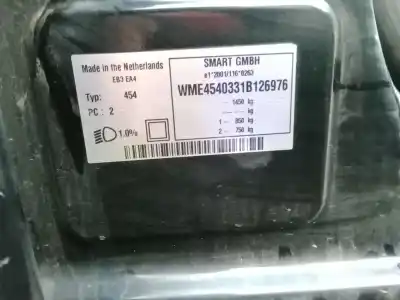 Made in the Netherlands
EB3 EA4
Typ: 454
PC: 2
1.0%
SMART GMBH
e1*2001/116*0263
WME4540331B126976
- 1450 kg
- ---- kg
1- 850 kg
2- 750 kg